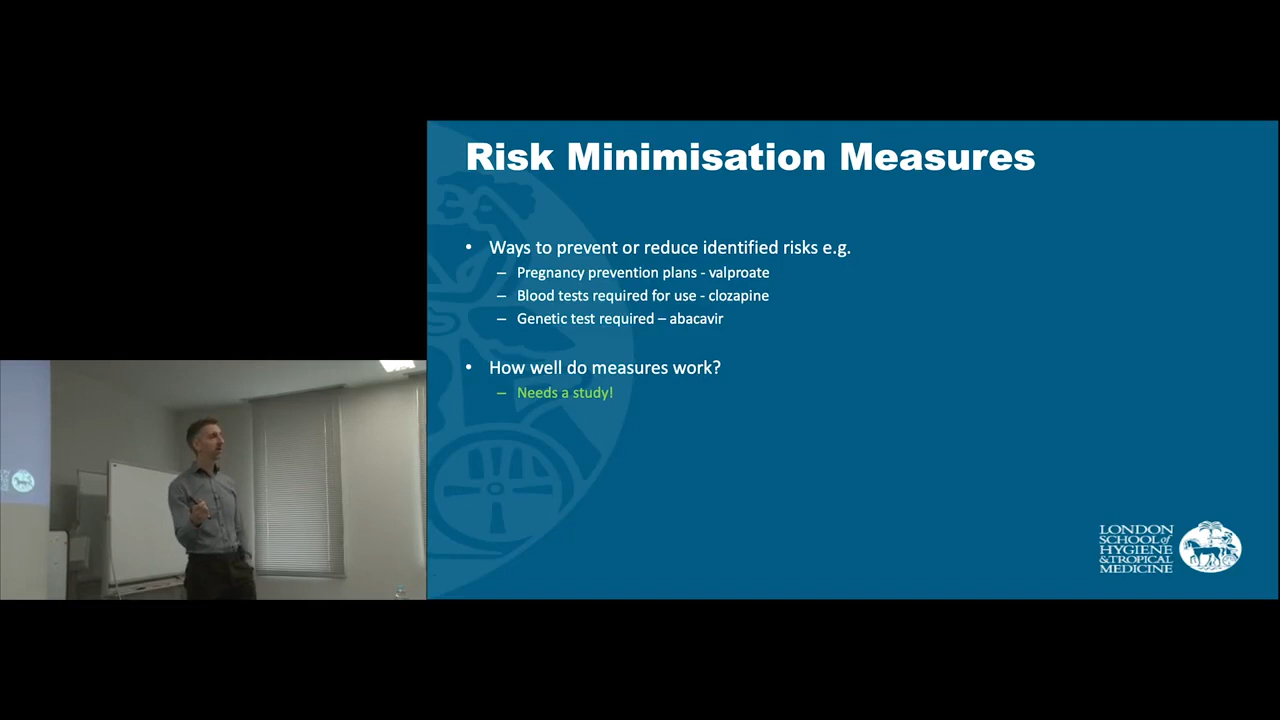 Risk Minimisation Measures
• Ways to prevent or reduce identified risks e.g.
– Pregnancy prevention plans - valproate
– Blood tests required for use - clozapine
– Genetic test required – abacavir
• How well do measures work?
– Needs a study!
LONDON
SCHOOL of
HYGIENE
& TROPICAL
MEDICINE